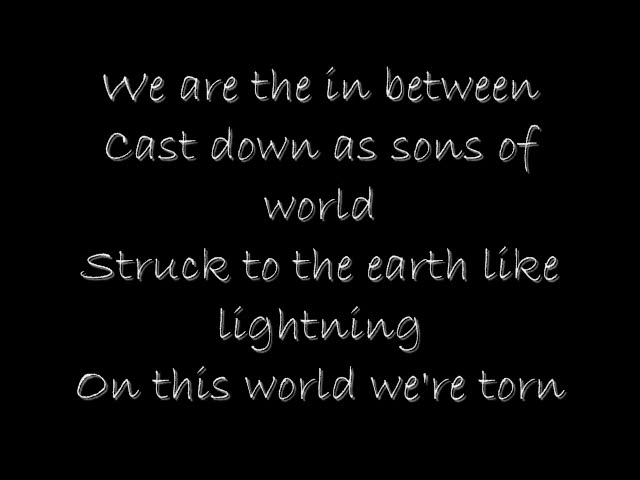 We are the in between
Cast down as sons of
world
Struck to the earth like
lightning
On this world we're torn